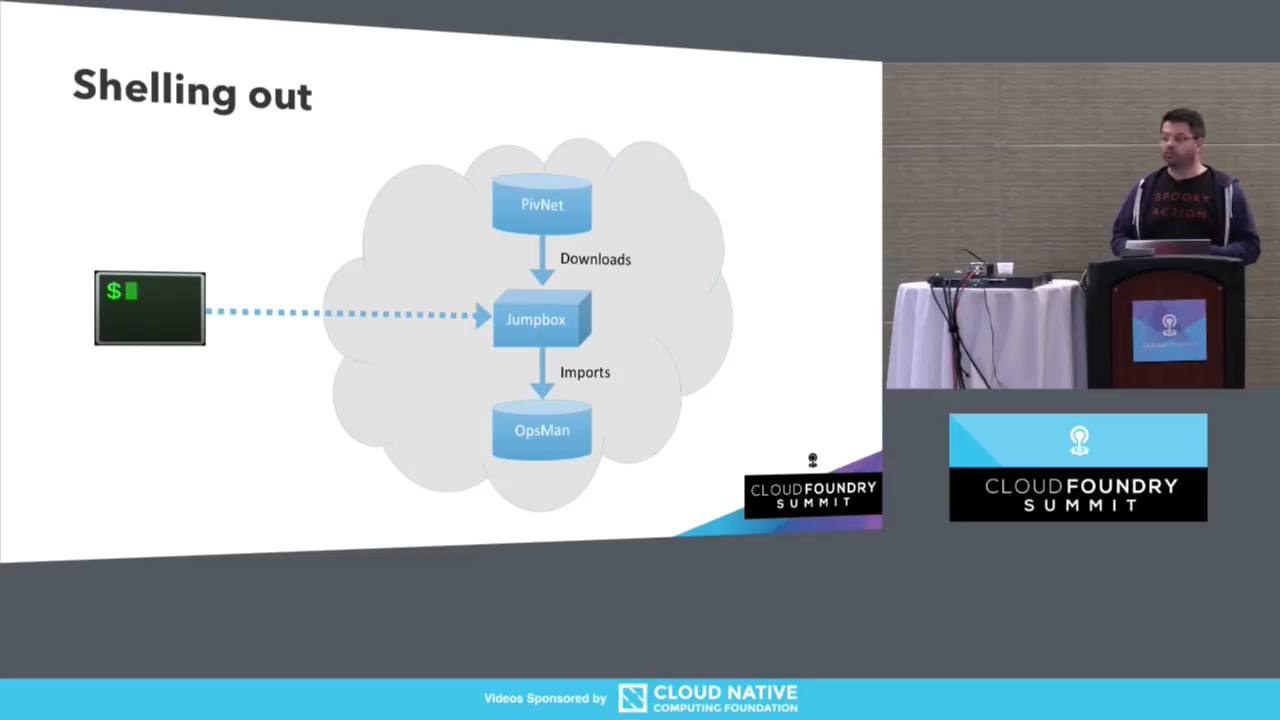 Shelling out
PivNet
Downloads
$
Jumpbox
Imports
OpsMan
CLOUD FOUNDRY
SUMMIT
SPOOKY
ACTION
CLOUD FOUNDRY
SUMMIT
Videos Sponsored by
CLOUD NATIVE
COMPUTING FOUNDATION